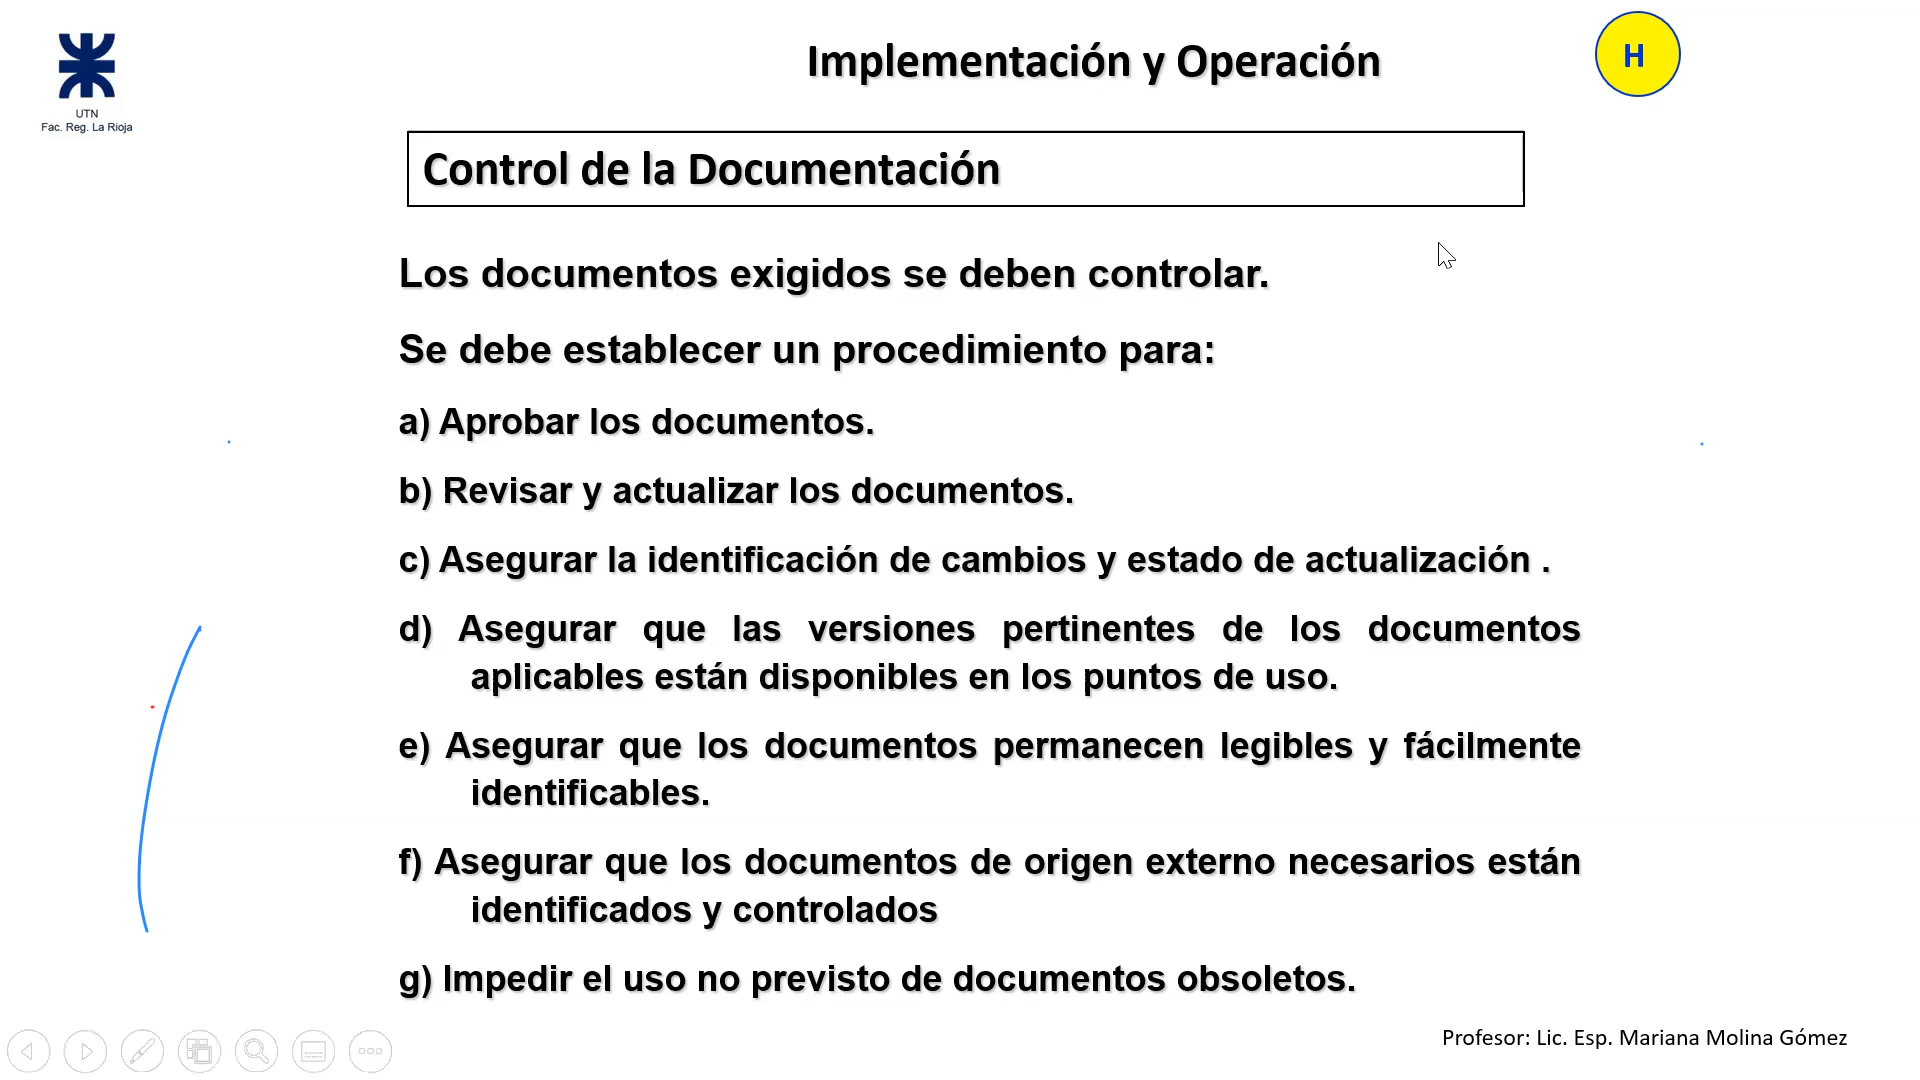 UTN
Fac. Reg. La Rioja
Implementación y Operación
H
Control de la Documentación
Los documentos exigidos se deben controlar.
Se debe establecer un procedimiento para:
a) Aprobar los documentos.
b) Revisar y actualizar los documentos.
c) Asegurar la identificación de cambios y estado de actualización .
d) Asegurar que las versiones pertinentes de los documentos
aplicables están disponibles en los puntos de uso.
e) Asegurar que los documentos permanecen legibles y fácilmente
identificables.
f) Asegurar que los documentos de origen externo necesarios están
identificados y controlados
g) Impedir el uso no previsto de documentos obsoletos.
Profesor: Lic. Esp. Mariana Molina Gómez